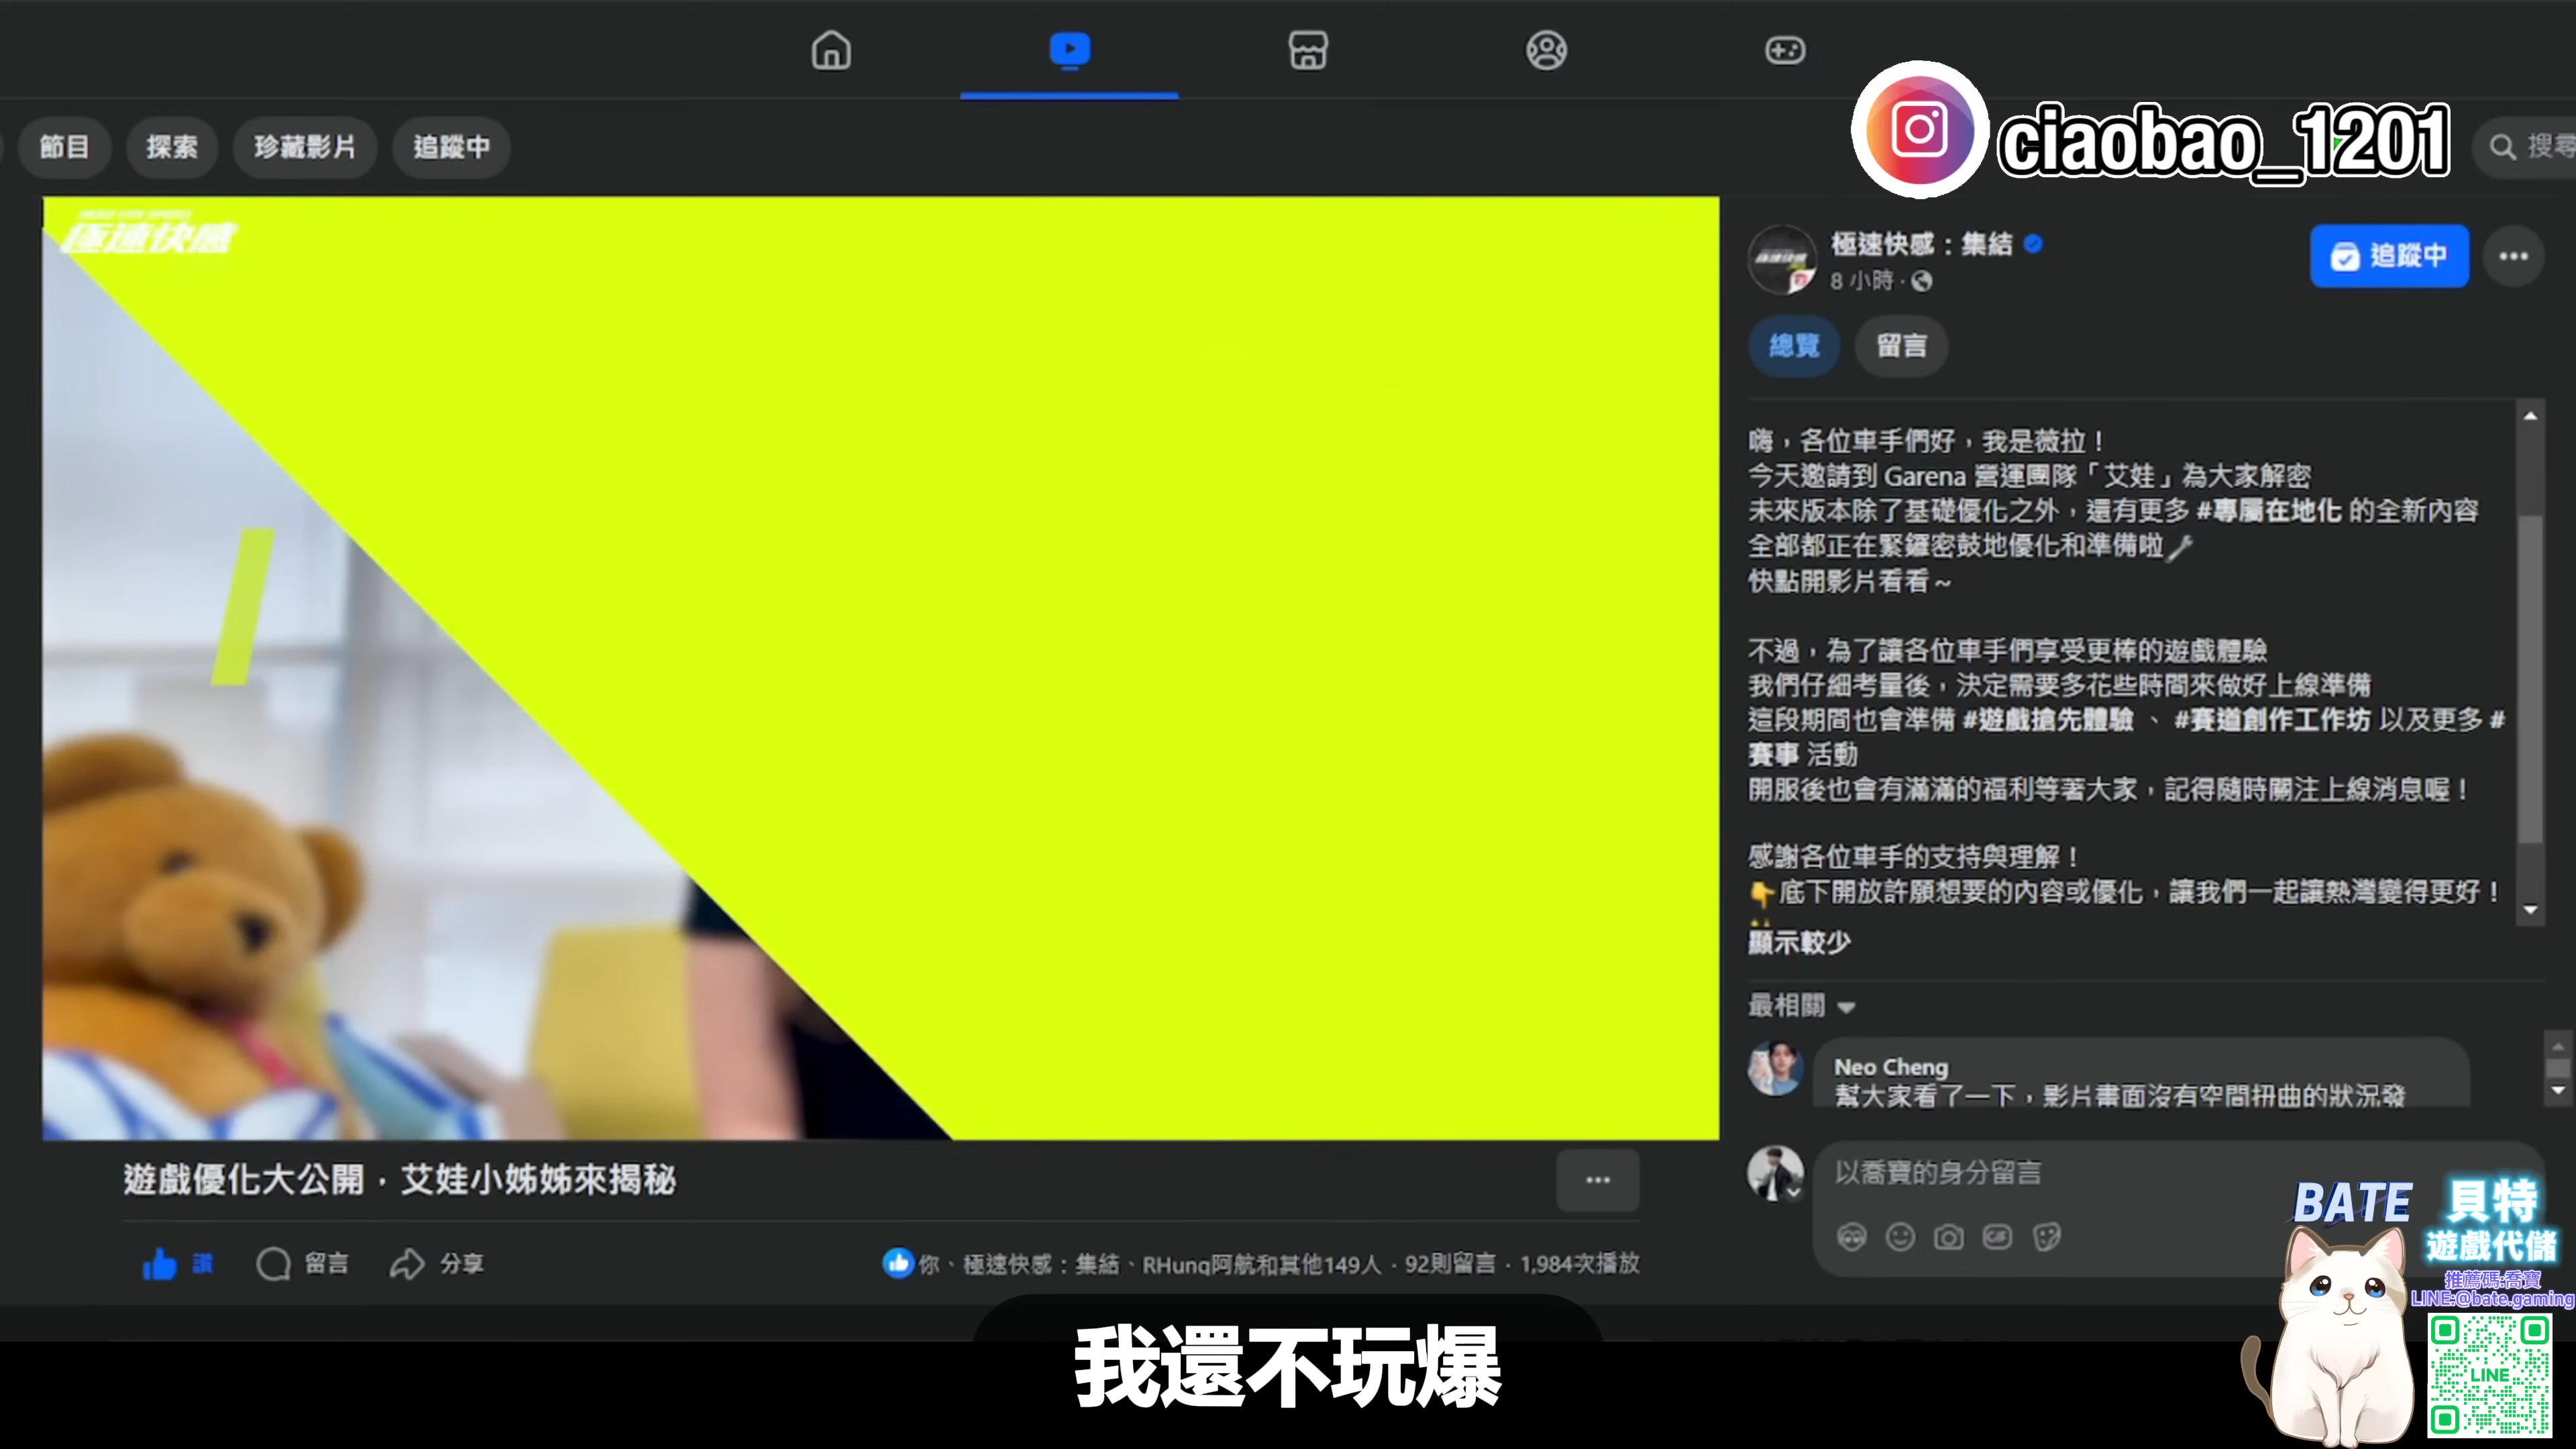 ciaobao_1201
節目
探索
珍藏影片
追蹤中
搜尋
極速快感
極速快感：集結
8 小時
追蹤中
總覽
留言
嗨，各位車手們好，我是薇拉！
今天邀請到 Garena 營運團隊「艾娃」為大家解密
未來版本除了基礎優化之外，還有更多 #專屬在地化 的全新內容
全部都正在緊鑼密鼓地優化和準備啦
快點開影片看看~
不過，為了讓各位車手們享受更棒的遊戲體驗
我們仔細考量後，決定需要多花些時間來做好上線準備
這段期間也會準備 #遊戲搶先體驗 、 #賽道創作工作坊 以及更多 #
賽事 活動
開服後也會有滿滿的福利等著大家，記得隨時關注上線消息喔！
感謝各位車手的支持與理解！
底下開放許願想要的內容或優化，讓我們一起讓熱灣變得更好！
顯示較少
最相關
Neo Cheng
幫大家看了一下，影片畫面沒有空間扭曲的狀況發
以喬寶的身分留言
GIF
遊戲優化大公開，艾娃小姊姊來揭秘
讚
留言
分享
你、極速快感：集結、RHung阿航和其他149人 · 92則留言 · 1,984次播放
我還不玩爆
BATE
貝特
遊戲代儲
推薦碼:喬寶
LINE:@bate.gaming
LINE